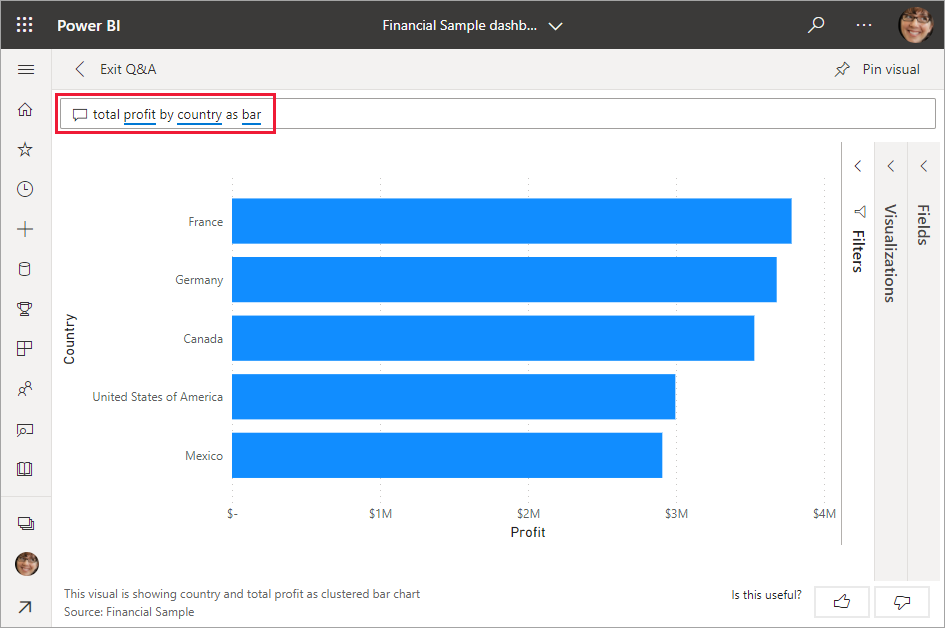 Power BI
Financial Sample dashb...
Exit Q&A
Pin visual
total profit by country as bar
Filters
Visualizations
Fields
Country
France
Germany
Canada
United States of America
Mexico
$-
$1M
$2M
$3M
$4M
Profit
This visual is showing country and total profit as clustered bar chart
Source: Financial Sample
Is this useful?